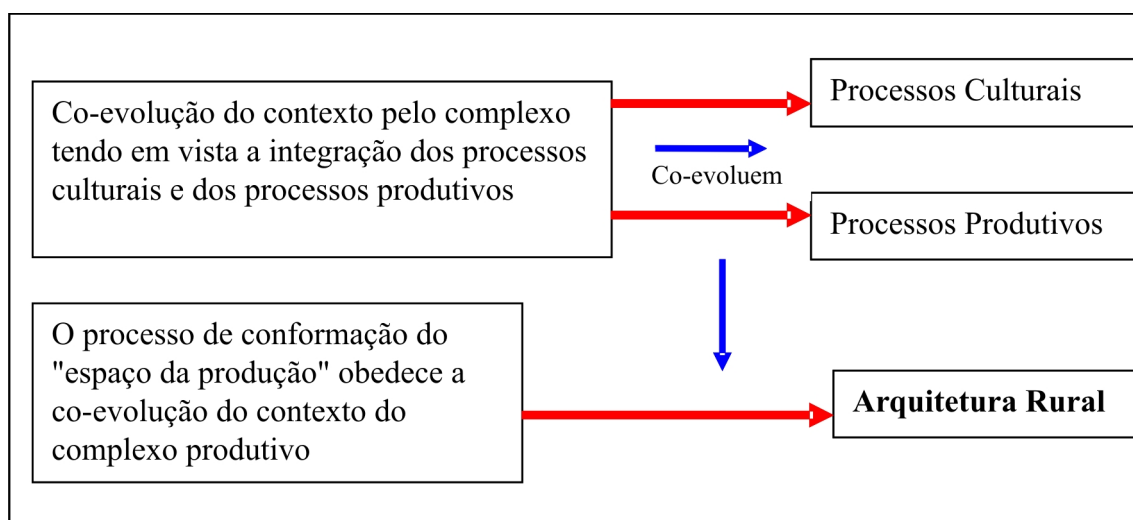 Co-evolução do contexto pelo complexo
tendo em vista a integração dos processos
culturais e dos processos produtivos
Processos Culturais
Co-evoluem
Processos Produtivos
O processo de conformação do
"espaço da produção" obedece a
co-evolução do contexto do
complexo produtivo
Arquitetura Rural